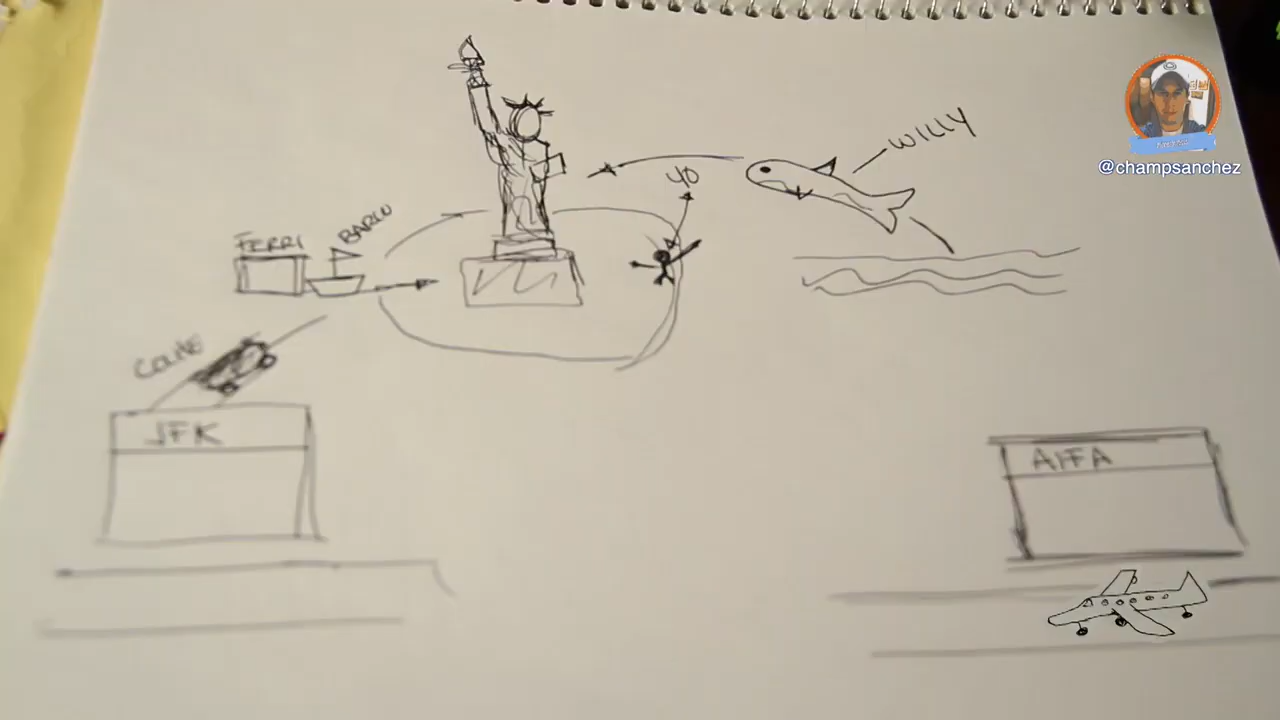 WILLY
@champsanchez
YO
BARCO
FERRI
COCHE
JFK
AIFA